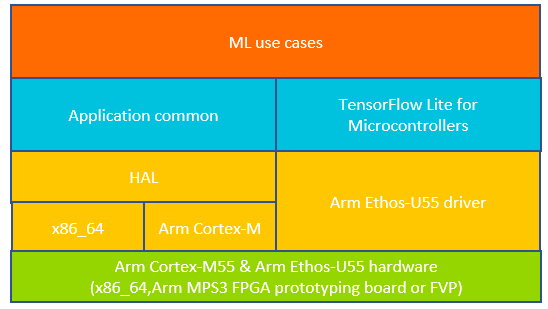 ML use cases
Application common
TensorFlow Lite for
Microcontrollers
HAL
Arm Ethos-U55 driver
x86_64
Arm Cortex-M
Arm Cortex-M55 & Arm Ethos-U55 hardware
(x86_64,Arm MPS3 FPGA prototyping board or FVP)